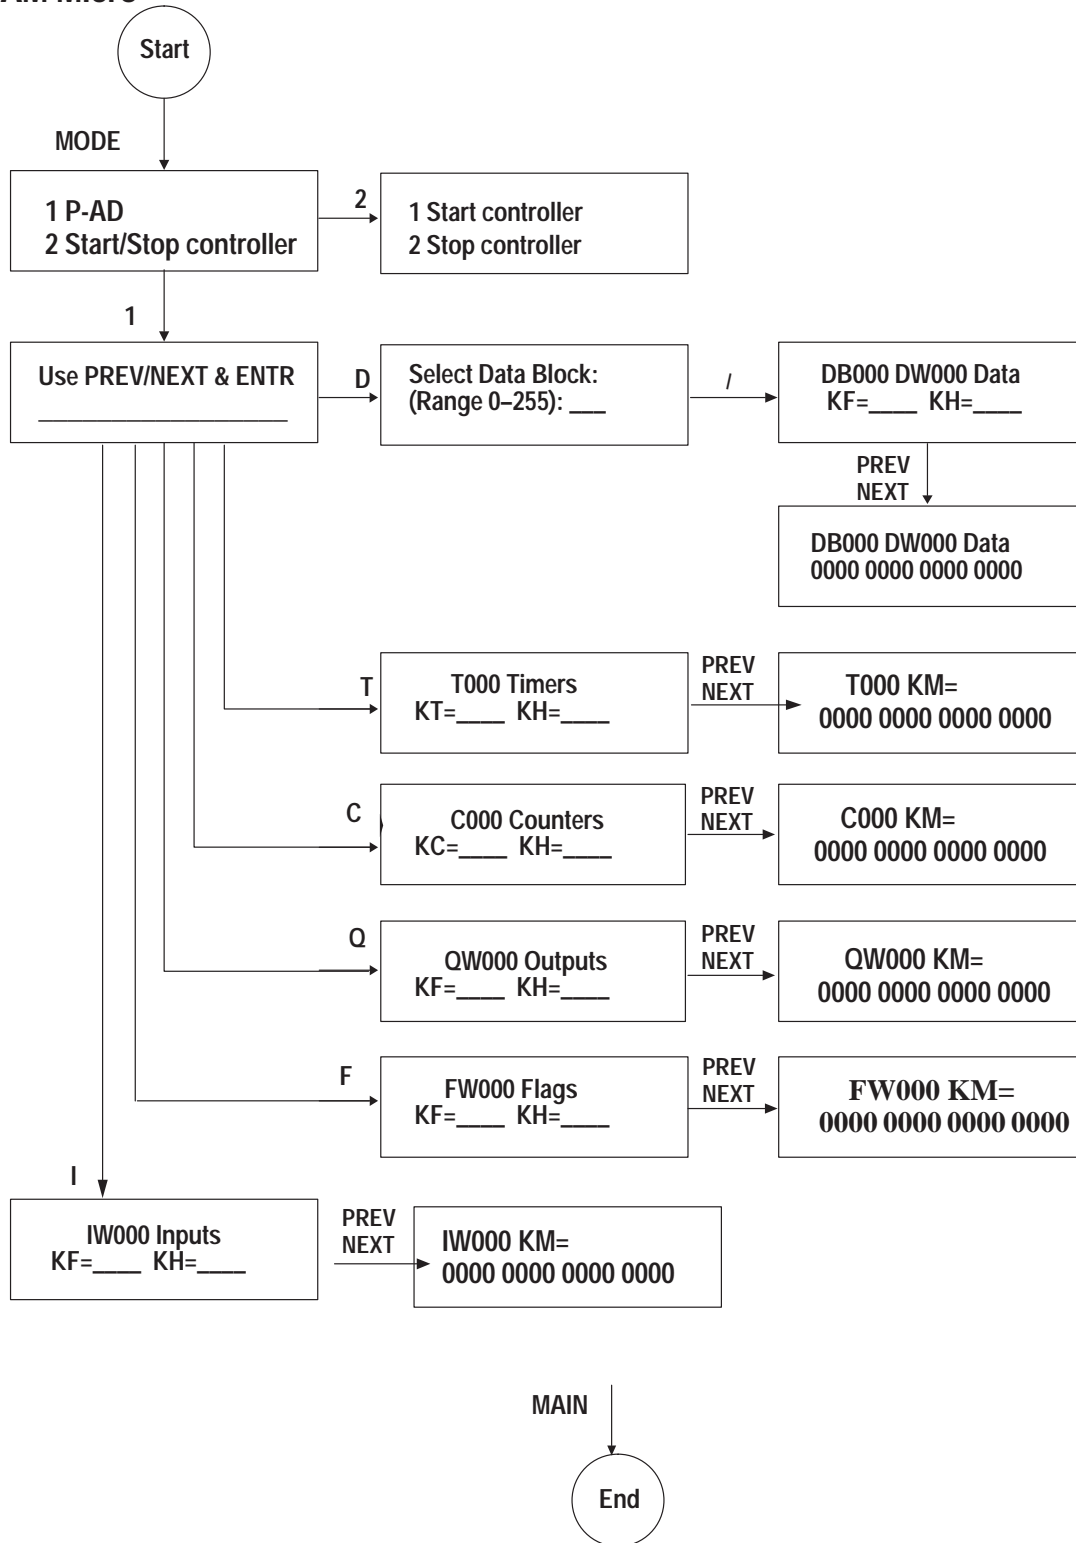 Start
MODE
1 P-AD
2 Start/Stop controller
2
1 Start controller
2 Stop controller
1
Use PREV/NEXT & ENTR
____________________
D
Select Data Block:
(Range 0–255): ___
/
DB000 DW000 Data
KF=____ KH=____
PREV
NEXT
DB000 DW000 Data
0000 0000 0000 0000
T
T000 Timers
KT=____ KH=____
PREV
NEXT
T000 KM=
0000 0000 0000 0000
C
C000 Counters
KC=____ KH=____
PREV
NEXT
C000 KM=
0000 0000 0000 0000
Q
QW000 Outputs
KF=____ KH=____
PREV
NEXT
QW000 KM=
0000 0000 0000 0000
F
FW000 Flags
KF=____ KH=____
PREV
NEXT
FW000 KM=
0000 0000 0000 0000
I
IW000 Inputs
KF=____ KH=____
PREV
NEXT
IW000 KM=
0000 0000 0000 0000
MAIN
End